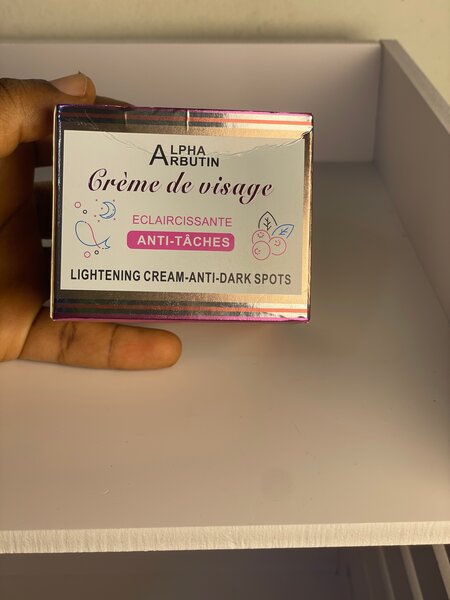 ALPHA
ARBUTIN
Crème de visage
ECLAIRCISSANTE
ANTI-TÂCHES
LIGHTENING CREAM-ANTI-DARK SPOTS